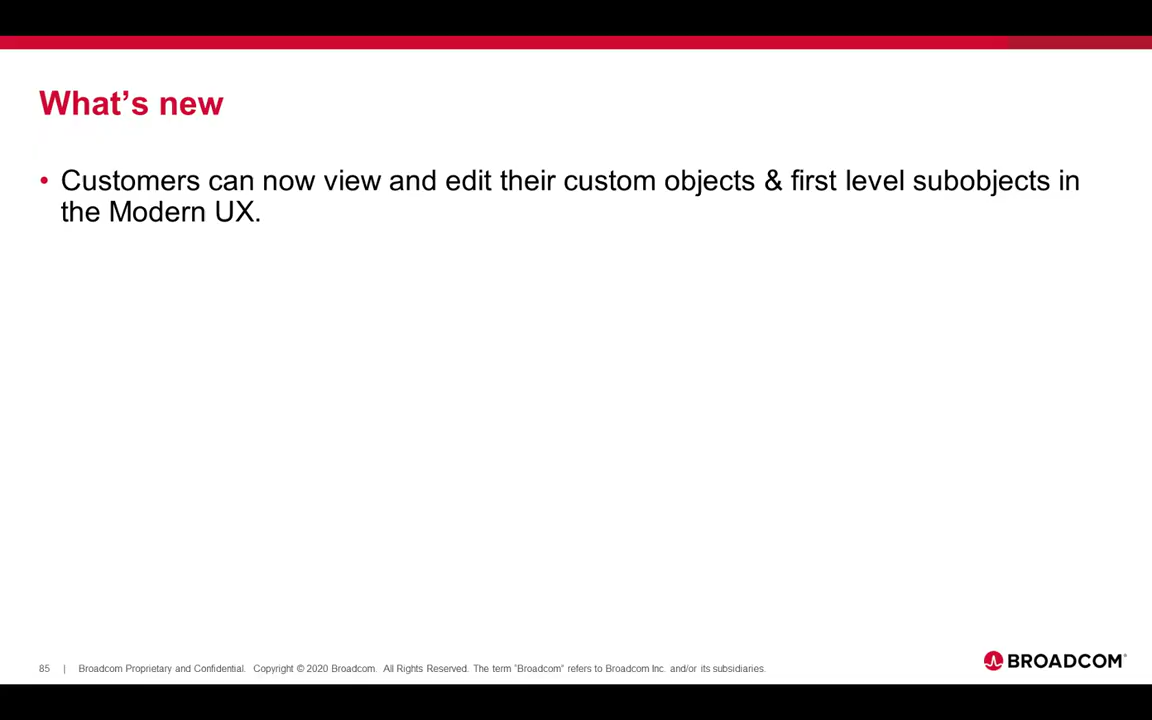 What’s new
• Customers can now view and edit their custom objects & first level subobjects in
the Modern UX.
85 | Broadcom Proprietary and Confidential. Copyright © 2020 Broadcom. All Rights Reserved. The term “Broadcom” refers to Broadcom Inc. and/or its subsidiaries.
BROADCOM®